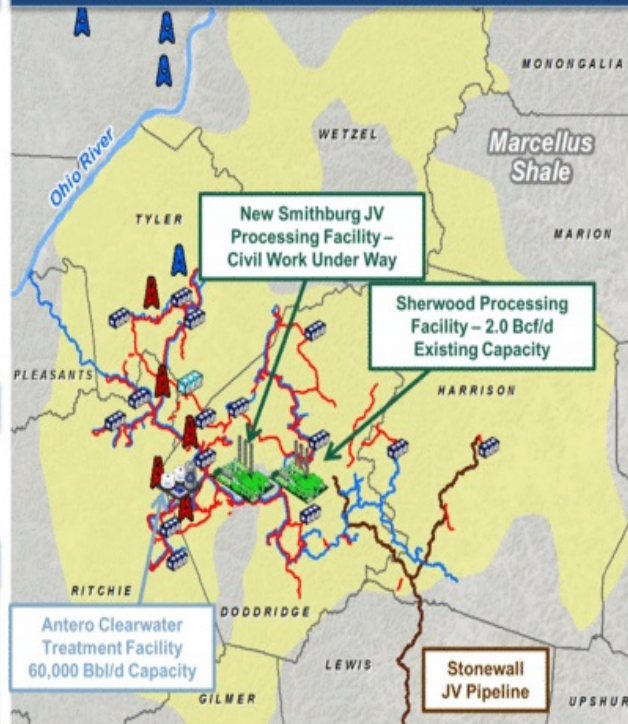 MONONGALIA
WETZEL
Marcellus
Shale
Ohio River
TYLER
MARION
New Smithburg JV
Processing Facility –
Civil Work Under Way
Sherwood Processing
Facility – 2.0 Bcf/d
Existing Capacity
PLEASANTS
HARRISON
RITCHIE
DODDRIDGE
Antero Clearwater
Treatment Facility
60,000 Bbl/d Capacity
LEWIS
Stonewall
JV Pipeline
GILMER
UPSHUR